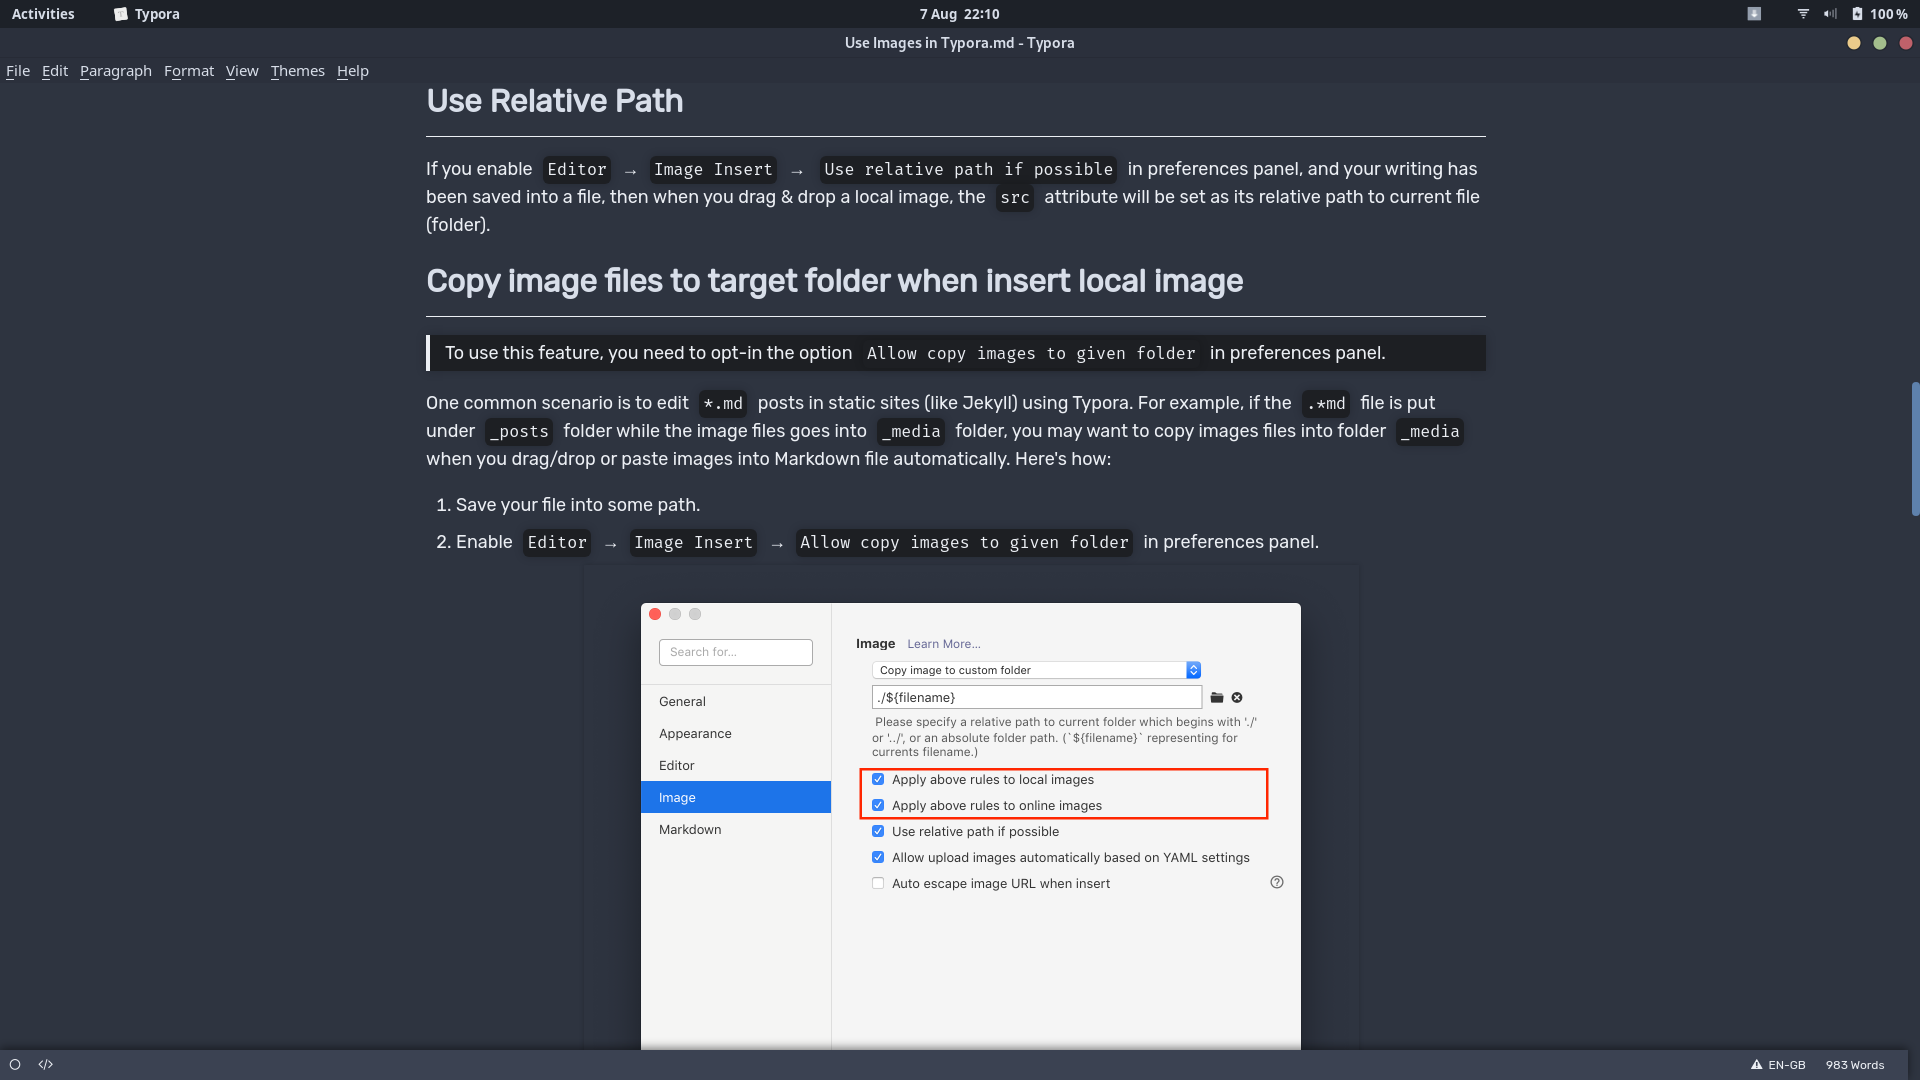 Activities Typora 7 Aug 22:10 100 %
Use Images in Typora.md - Typora
File Edit Paragraph Format View Themes Help
Use Relative Path
If you enable Editor → Image Insert → Use relative path if possible in preferences panel, and your writing has
been saved into a file, then when you drag & drop a local image, the src attribute will be set as its relative path to current file
(folder).
Copy image files to target folder when insert local image
To use this feature, you need to opt-in the option Allow copy images to given folder in preferences panel.
One common scenario is to edit *.md posts in static sites (like Jekyll) using Typora. For example, if the .*md file is put
under _posts folder while the image files goes into _media folder, you may want to copy images files into folder _media
when you drag/drop or paste images into Markdown file automatically. Here's how:
1. Save your file into some path.
2. Enable Editor → Image Insert → Allow copy images to given folder in preferences panel.
Search for...
General
Appearance
Editor
Image
Markdown
Image Learn More...
Copy image to custom folder
./${filename}
Please specify a relative path to current folder which begins with './'
or '../', or an absolute folder path. (`${filename}` representing for
currents filename.)
Apply above rules to local images
Apply above rules to online images
Use relative path if possible
Allow upload images automatically based on YAML settings
Auto escape image URL when insert
</> EN-GB 983 Words